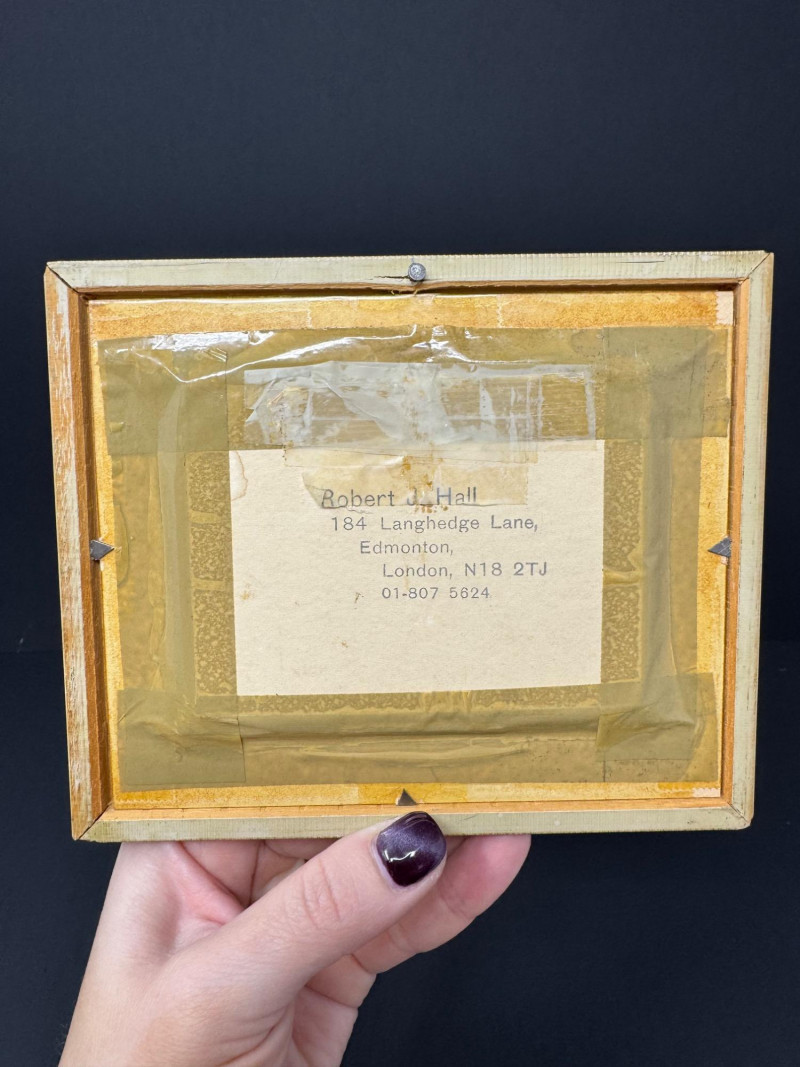 Robert J. Hall
184 Langhedge Lane,
Edmonton,
London, N18 2TJ
01-807 5624